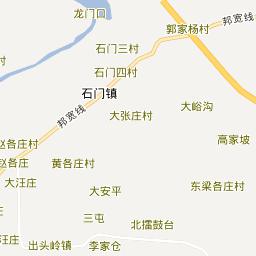 龙门口
郭家杨村
邦宽线
石门三村
石门四村
石门镇
大峪沟
大张庄村
邦宽线
高家坡
赵各庄村
赵各庄
黄各庄村
大汪庄
大安平
东梁各庄村
三屯
北擂鼓台
汪庄
出头岭镇
李家仓